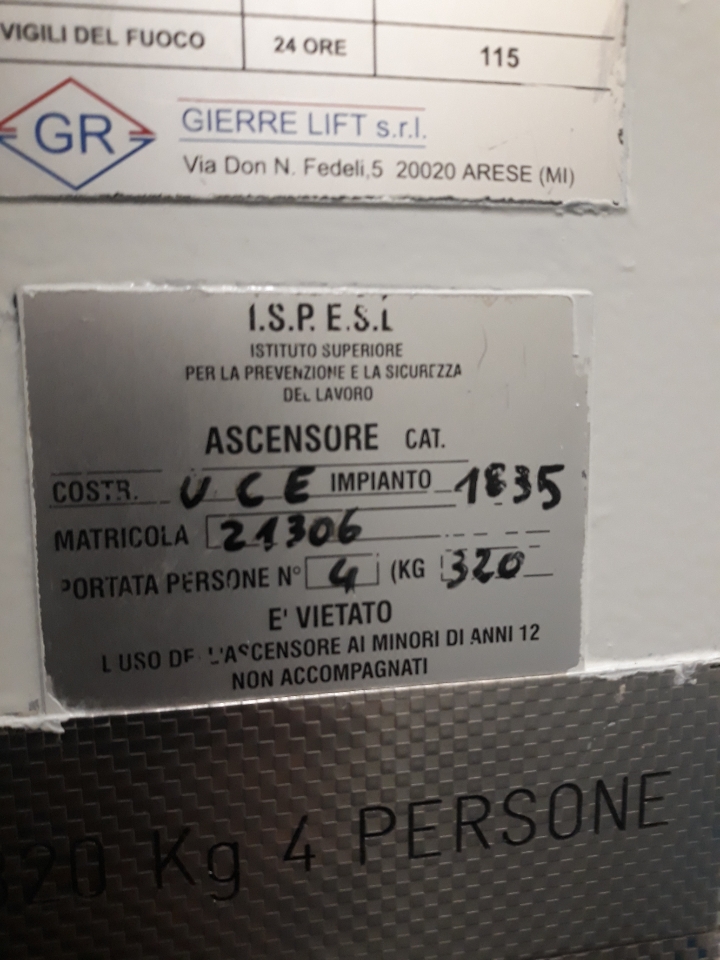 VIGILI DEL FUOCO 24 ORE 115
GR
GIERRE LIFT s.r.l.
Via Don N. Fedeli,5 20020 ARESE (MI)
I.S.P.E.S.L
ISTITUTO SUPERIORE
PER LA PREVENZIONE E LA SICUREZZA
DEL LAVORO
ASCENSORE CAT.
COSTR. UCE IMPIANTO 1835
MATRICOLA 21306
PORTATA PERSONE N° 4 (KG 320
E' VIETATO
L USO DELL'ASCENSORE AI MINORI DI ANNI 12
NON ACCOMPAGNATI
320 Kg 4 PERSONE